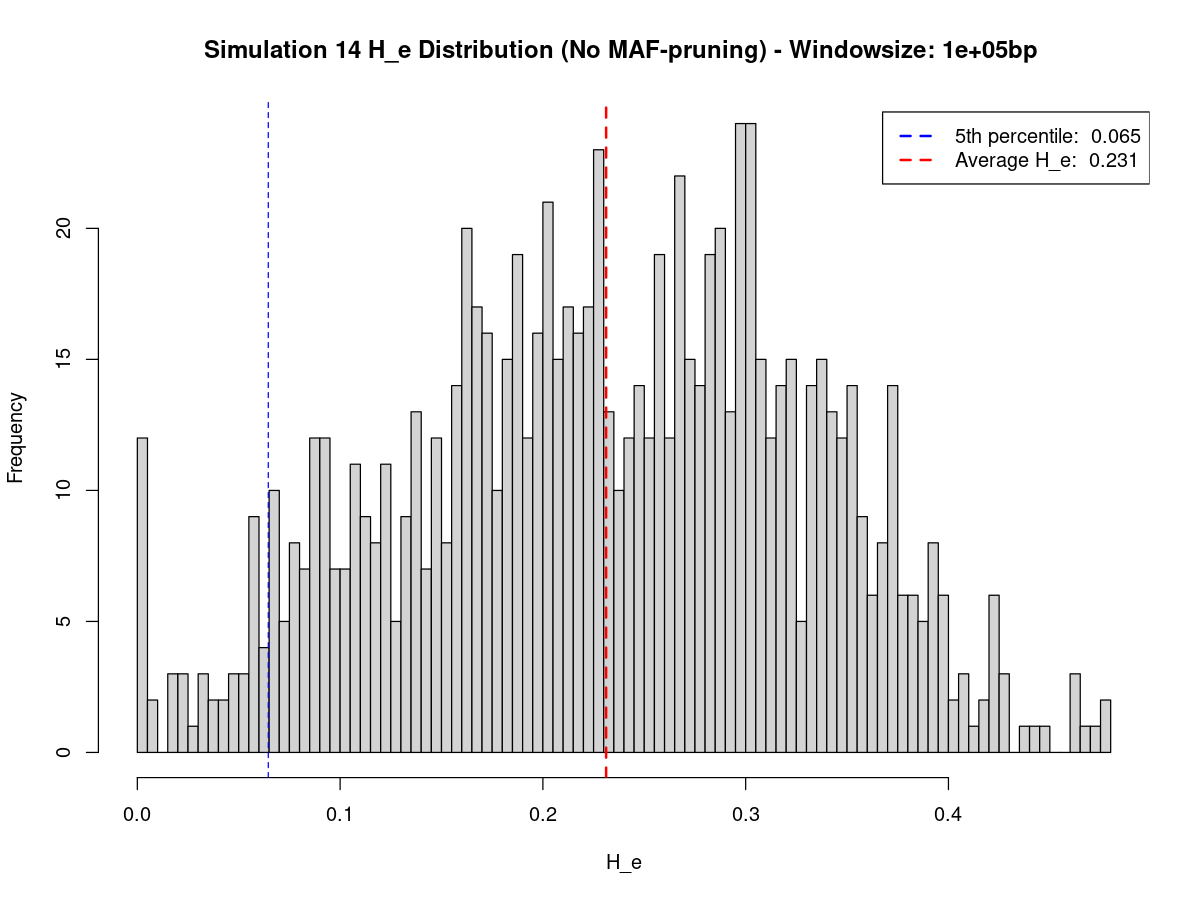 Simulation 14 H_e Distribution (No MAF-pruning) - Windowsize: 1e+05bp
5th percentile:  0.065
Average H_e:  0.231
Frequency
20
15
10
5
0
0.0 0.1 0.2 0.3 0.4
H_e